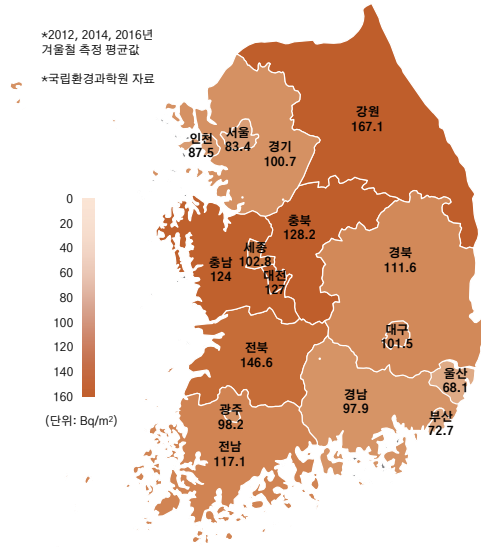 *2012, 2014, 2016년
겨울철 측정 평균값
*국립환경과학원 자료
강원
167.1
서울
83.4
인천
87.5
경기
100.7
0
20
40
60
80
100
120
140
160
(단위: Bq/m²)
충북
128.2
세종
102.8
충남
124
대전
127
경북
111.6
대구
101.5
전북
146.6
울산
68.1
경남
97.9
부산
72.7
광주
98.2
전남
117.1